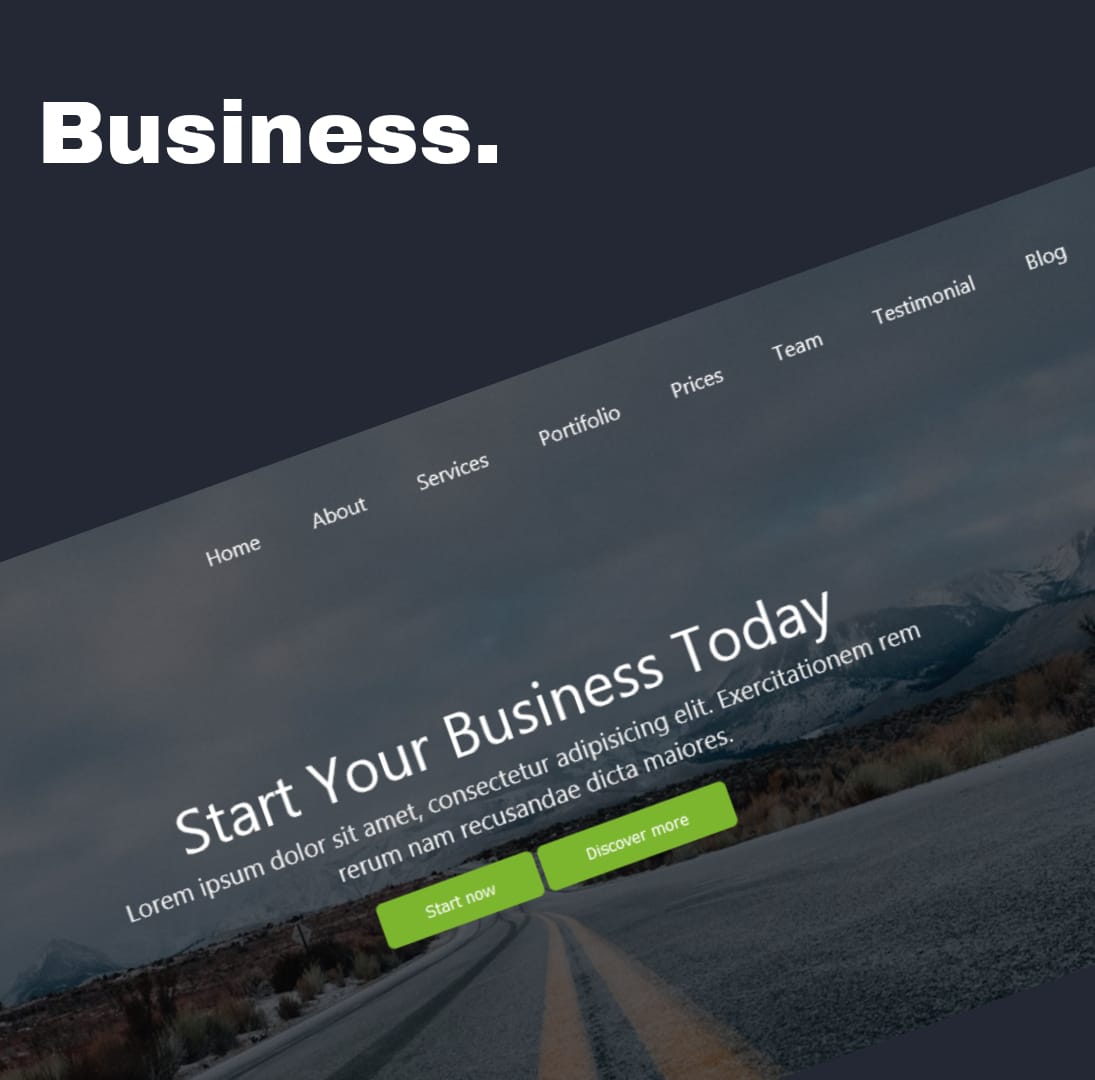 Business.
Home About Services Portifolio Prices Team Testimonial Blog
Start Your Business Today
Lorem ipsum dolor sit amet, consectetur adipisicing elit. Exercitationem rem
rerum nam recusandae dicta maiores.
Start now Discover more